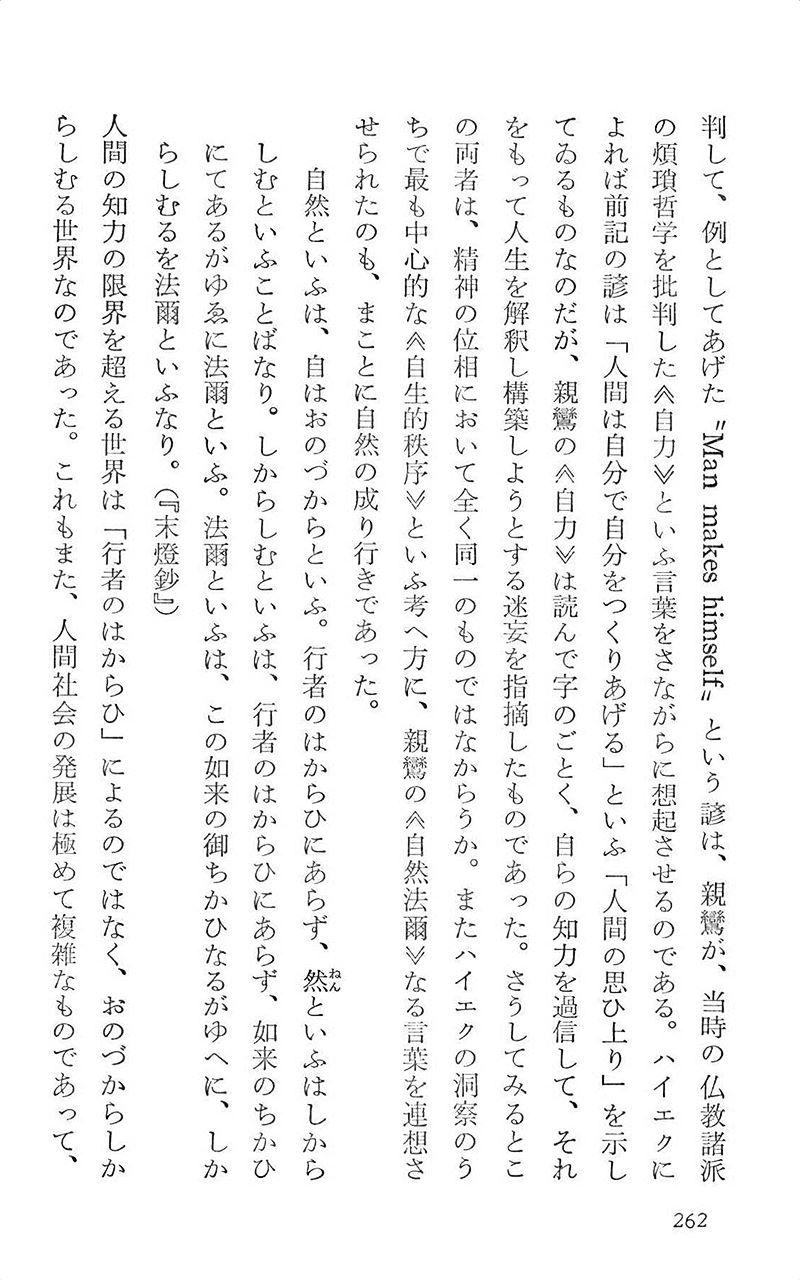 判して、例としてあげた〝Man makes himself〟という諺は、親鸞が、当時の仏教諸派
の煩瑣哲学を批判した≪自力≫といふ言葉をさながらに想起させるのである。ハイエクに
よれば前記の諺は「人間は自分で自分をつくりあげる」といふ「人間の思ひ上り」を示し
てゐるものなのだが、親鸞の≪自力≫は読んで字のごとく、自らの知力を過信して、それ
をもって人生を解釈し構築しようとする迷妄を指摘したものであった。さうしてみるとこ
の両者は、精神の位相において全く同一のものではなからうか。またハイエクの洞察のう
ちで最も中心的な≪自生的秩序≫といふ考へ方に、親鸞の≪自然法爾≫なる言葉を連想さ
せられたのも、まことに自然の成り行きであった。
自然といふは、自はおのづからといふ。行者のはからひにあらず、然といふはしから
ねん
しむといふことばなり。しからしむといふは、行者のはからひにあらず、如来のちかひ
にてあるがゆゑに法爾といふ。法爾といふは、この如来の御ちかひなるがゆへに、しか
らしむるを法爾といふなり。(『末燈鈔』)
人間の知力の限界を超える世界は「行者のはからひ」によるのではなく、おのづからしか
らしむる世界なのであった。これもまた、人間社会の発展は極めて複雑なものであって、
262